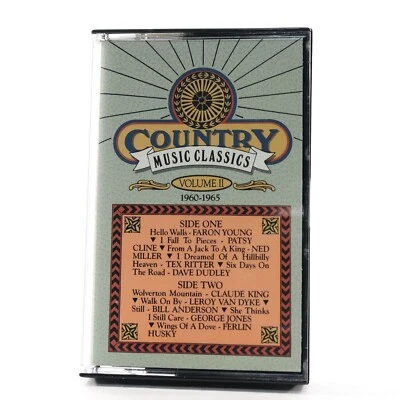 COUNTRY
MUSIC CLASSICS
VOLUME II
1960-1965
SIDE ONE
Hello Walls - FARON YOUNG
▼ I Fall To Pieces - PATSY
CLINE ▼ From A Jack To A King - NED
MILLER ▼ I Dreamed Of A Hillbilly
Heaven - TEX RITTER ▼ Six Days On
The Road - DAVE DUDLEY
SIDE TWO
Wolverton Mountain - CLAUDE KING
▼ Walk On By - LEROY VAN DYKE ▼
Still - BILL ANDERSON ▼ She Thinks
I Still Care - GEORGE JONES
▼ Wings Of A Dove - FERLIN
HUSKY